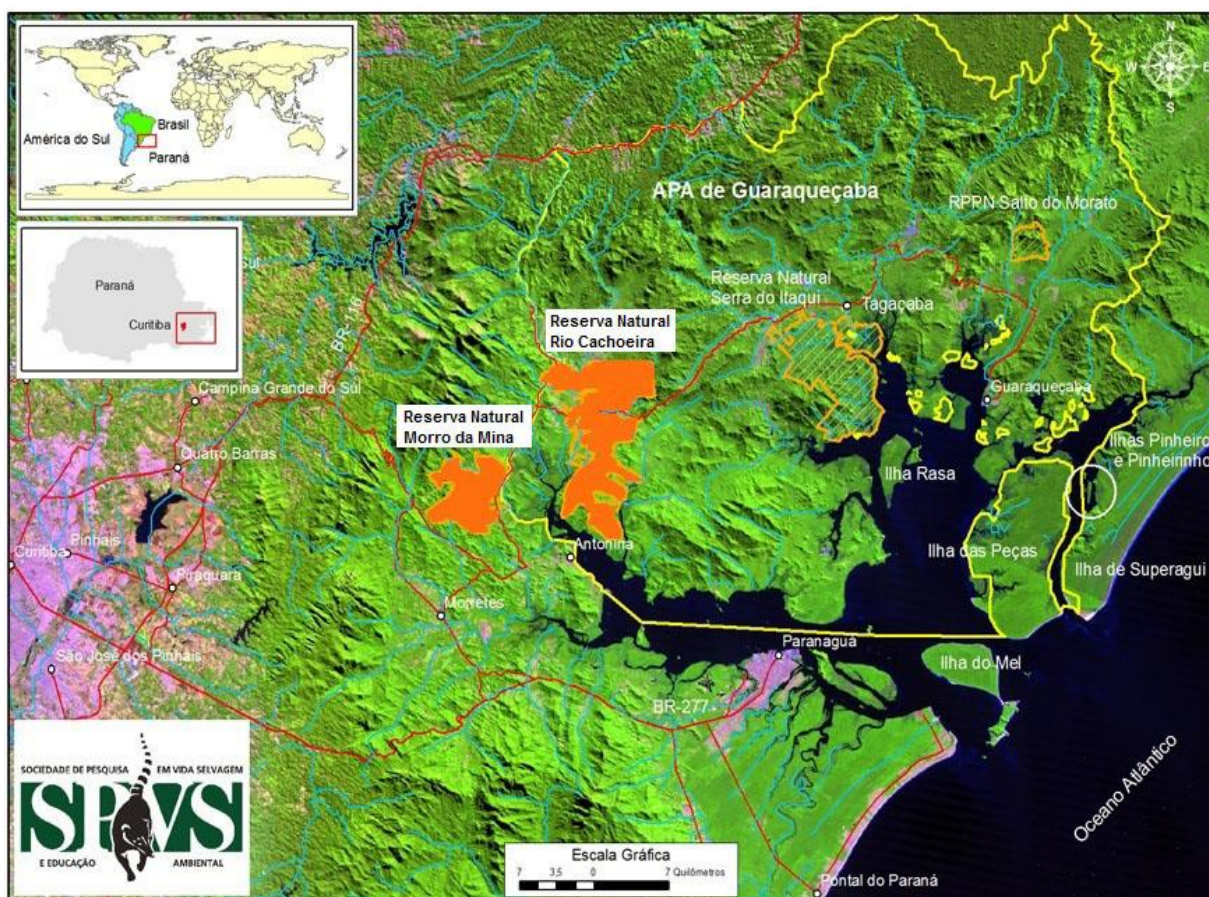 América do Sul
Brasil
Paraná
Paraná
Curitiba
N
W
E
S
APA de Guaraqueçaba
RPPN Salto do Morato
Reserva Natural
Serra do Itaqui
Tagaçaba
BR-116
Reserva Natural
Rio Cachoeira
Campina Grande do Sul
Reserva Natural
Morro da Mina
Guaraqueçaba
Quatro Barras
Ilhas Pinheiro
e Pinheirinho
Ilha Rasa
Curitiba
Pinhais
Antonina
Ilha das Peças
Ilha de Superagui
Piraquara
Morretes
Paranaguá
São José dos Pinhais
Ilha do Mel
BR-277
Oceano Atlântico
SOCIEDADE DE PESQUISA EM VIDA SELVAGEM
SPVS
E EDUCAÇÃO AMBIENTAL
Escala Gráfica
7 3,5 0 7 Quilômetros
Pontal do Paraná